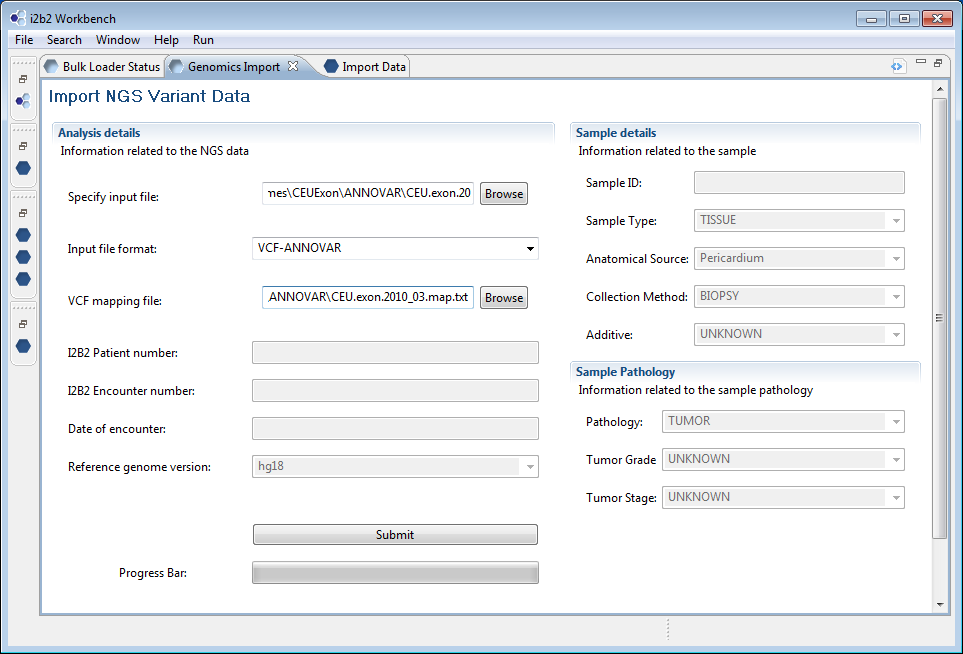 i2b2 Workbench
File Search Window Help Run
Bulk Loader Status Genomics Import Import Data
Import NGS Variant Data
Analysis details
Information related to the NGS data
Specify input file: mes\CEUExon\ANNOVAR\CEU.exon.20 Browse
Input file format: VCF-ANNOVAR
VCF mapping file: .ANNOVAR\CEU.exon.2010_03.map.txt Browse
I2B2 Patient number:
I2B2 Encounter number:
Date of encounter:
Reference genome version: hg18
Submit
Progress Bar:
Sample details
Information related to the sample
Sample ID:
Sample Type: TISSUE
Anatomical Source: Pericardium
Collection Method: BIOPSY
Additive: UNKNOWN
Sample Pathology
Information related to the sample pathology
Pathology: TUMOR
Tumor Grade UNKNOWN
Tumor Stage: UNKNOWN